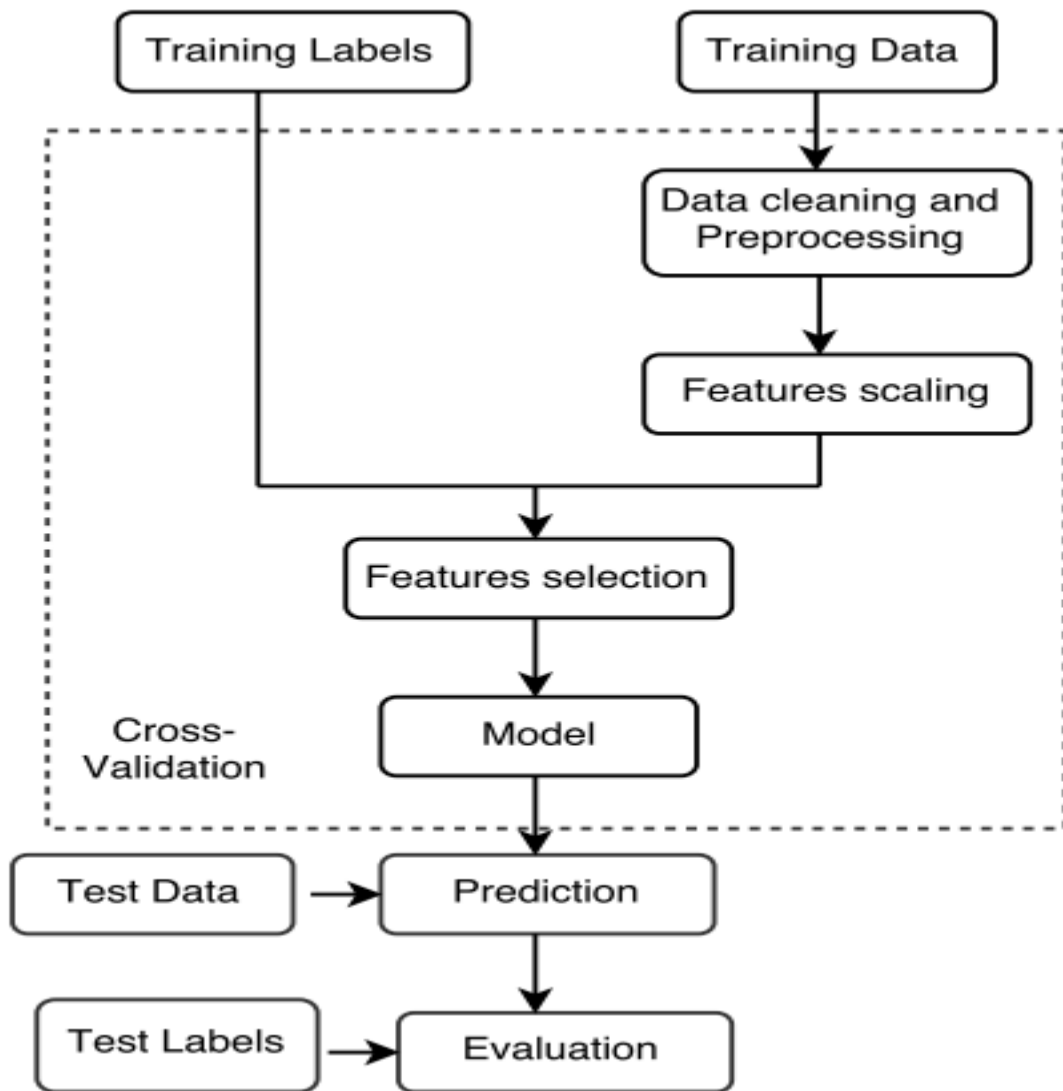 Training Labels
Training Data
Data cleaning and
Preprocessing
Features scaling
Features selection
Model
Cross-
Validation
Test Data
Prediction
Test Labels
Evaluation